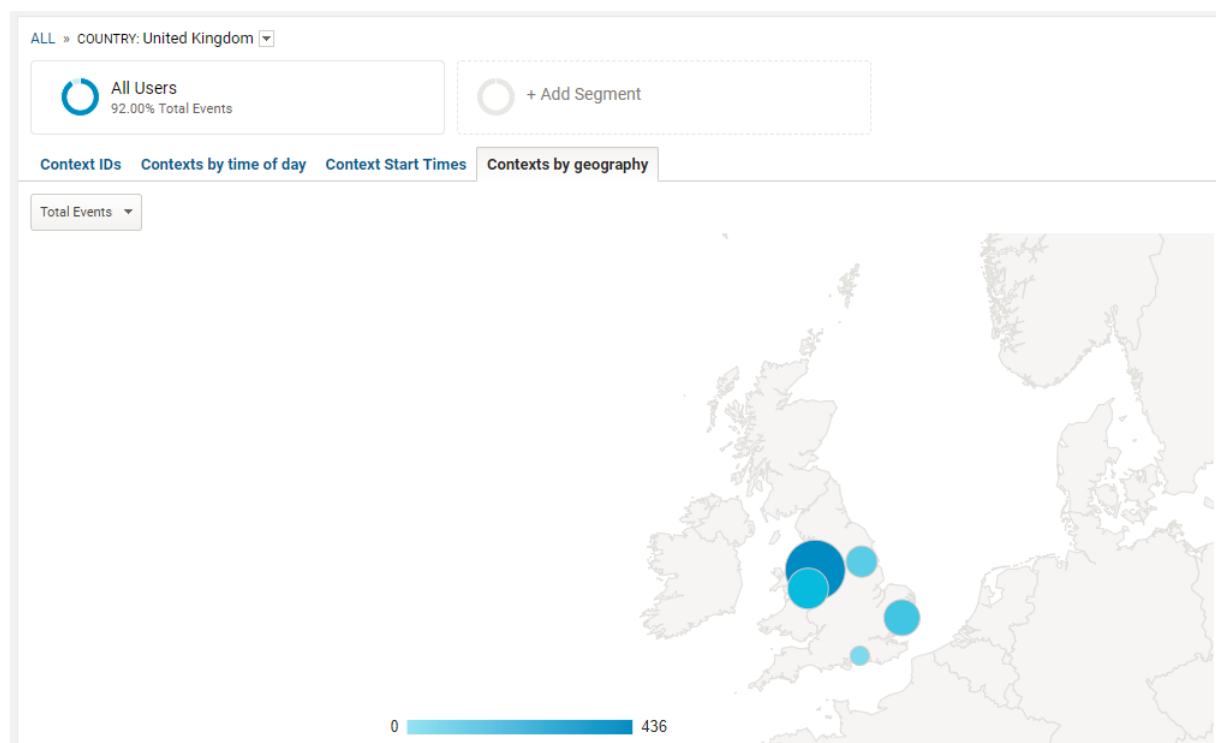 ALL » COUNTRY: United Kingdom
All Users
92.00% Total Events
+ Add Segment
Context IDs Contexts by time of day Context Start Times Contexts by geography
Total Events
0 436